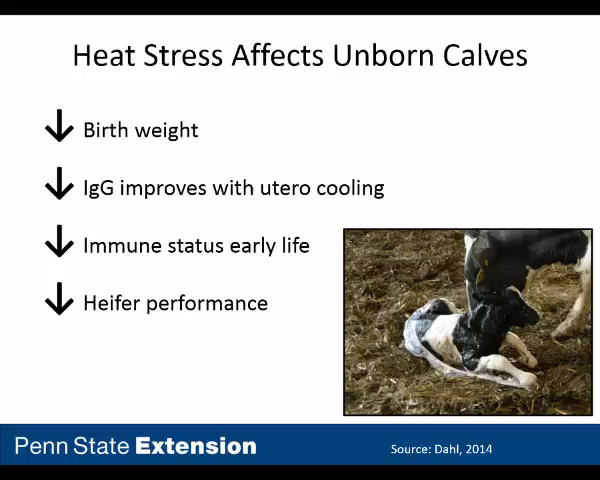 Heat Stress Affects Unborn Calves
↓ Birth weight
↓ IgG improves with utero cooling
↓ Immune status early life
↓ Heifer performance
Penn State Extension
Source: Dahl, 2014